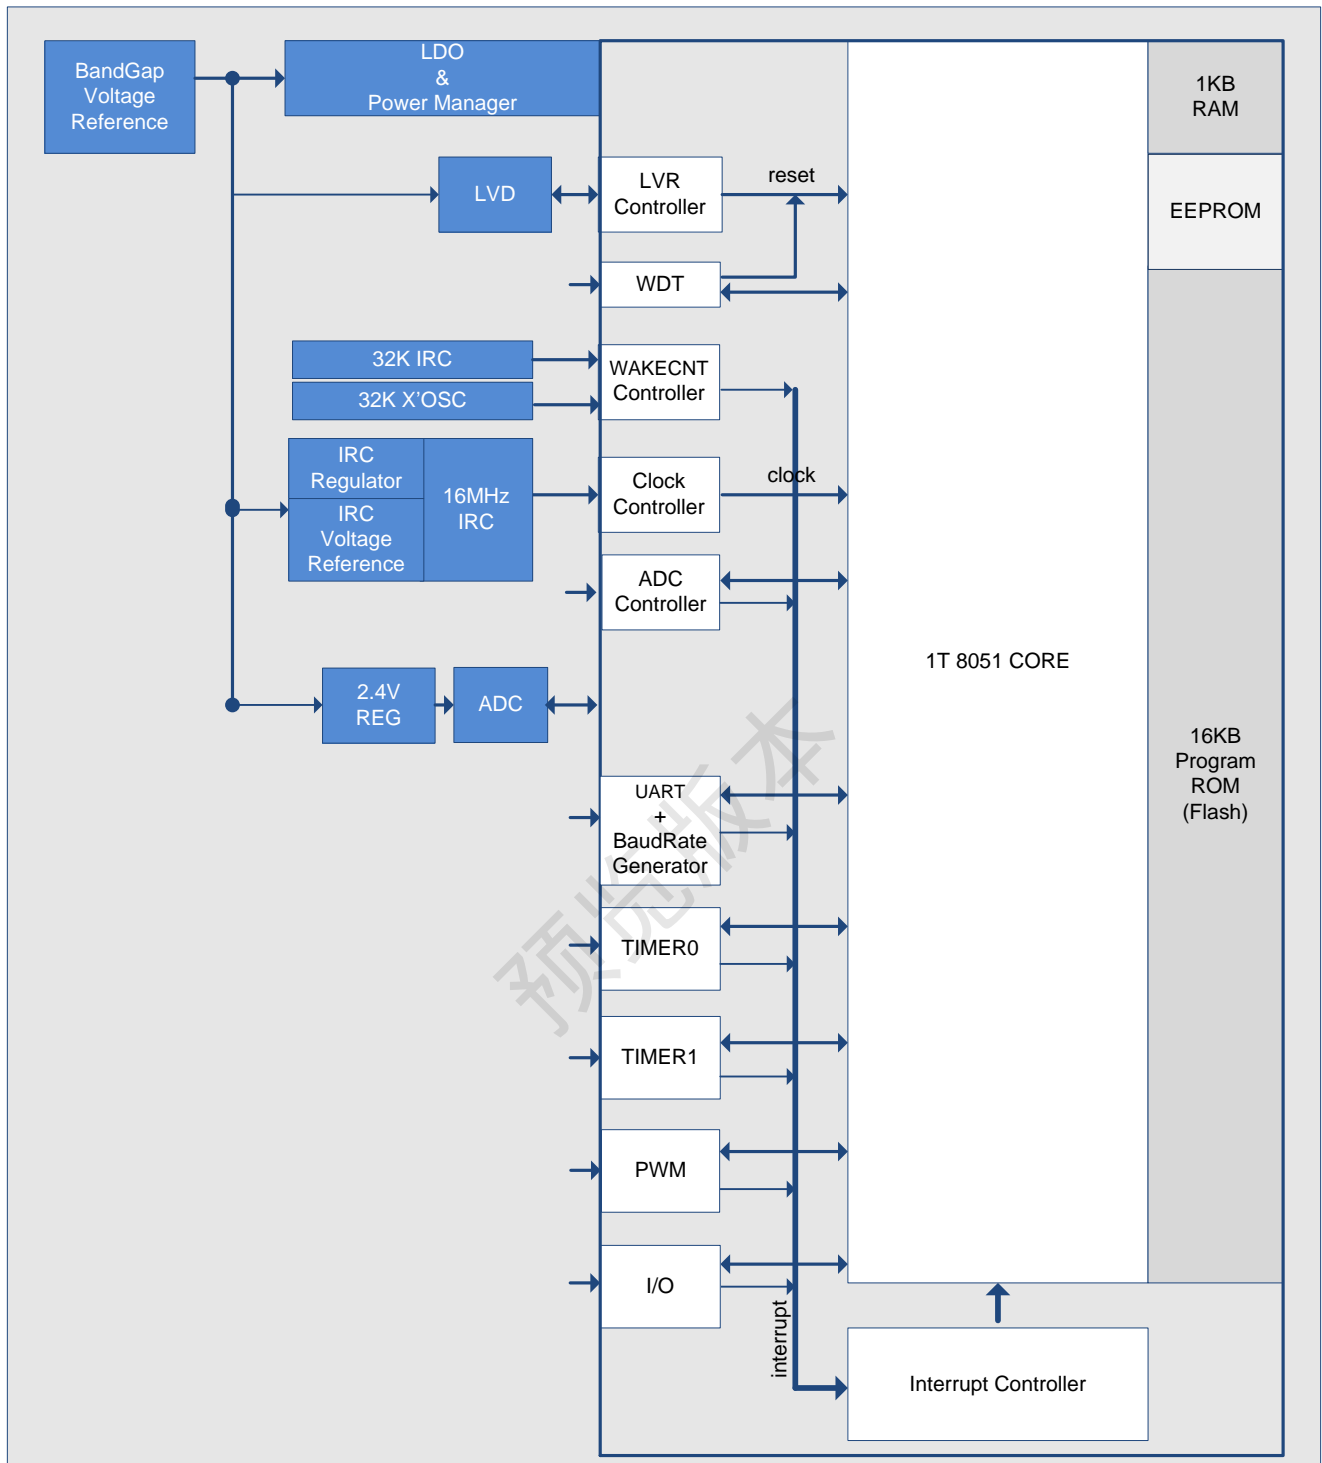 BandGap
Voltage
Reference
LDO
&
Power Manager
1KB
RAM
LVD
LVR
Controller
reset
EEPROM
WDT
32K IRC
32K X'OSC
WAKECNT
Controller
IRC
Regulator
IRC
Voltage
Reference
16MHz
IRC
Clock
Controller
clock
ADC
Controller
1T 8051 CORE
2.4V
REG
ADC
16KB
Program
ROM
(Flash)
UART
+
BaudRate
Generator
TIMER0
TIMER1
PWM
I/O
interrupt
Interrupt Controller
预览版本